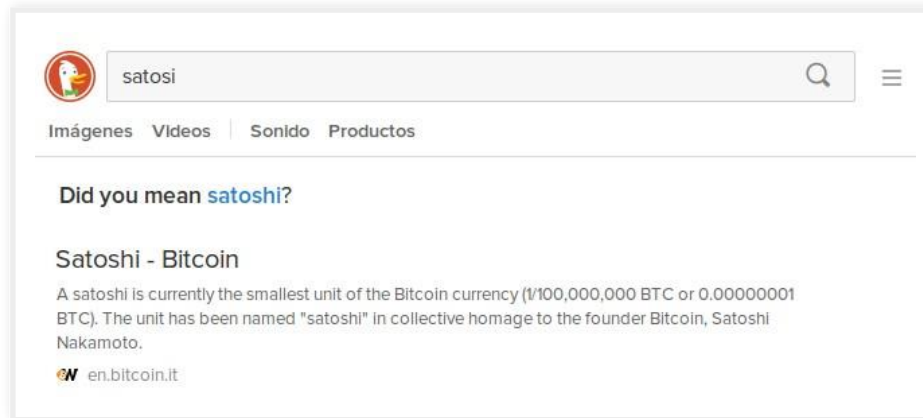 satosi
Imágenes Videos Sonido Productos
Did you mean satoshi?
Satoshi - Bitcoin
A satoshi is currently the smallest unit of the Bitcoin currency (1/100,000,000 BTC or 0.00000001
BTC). The unit has been named "satoshi" in collective homage to the founder Bitcoin, Satoshi
Nakamoto.
en.bitcoin.it